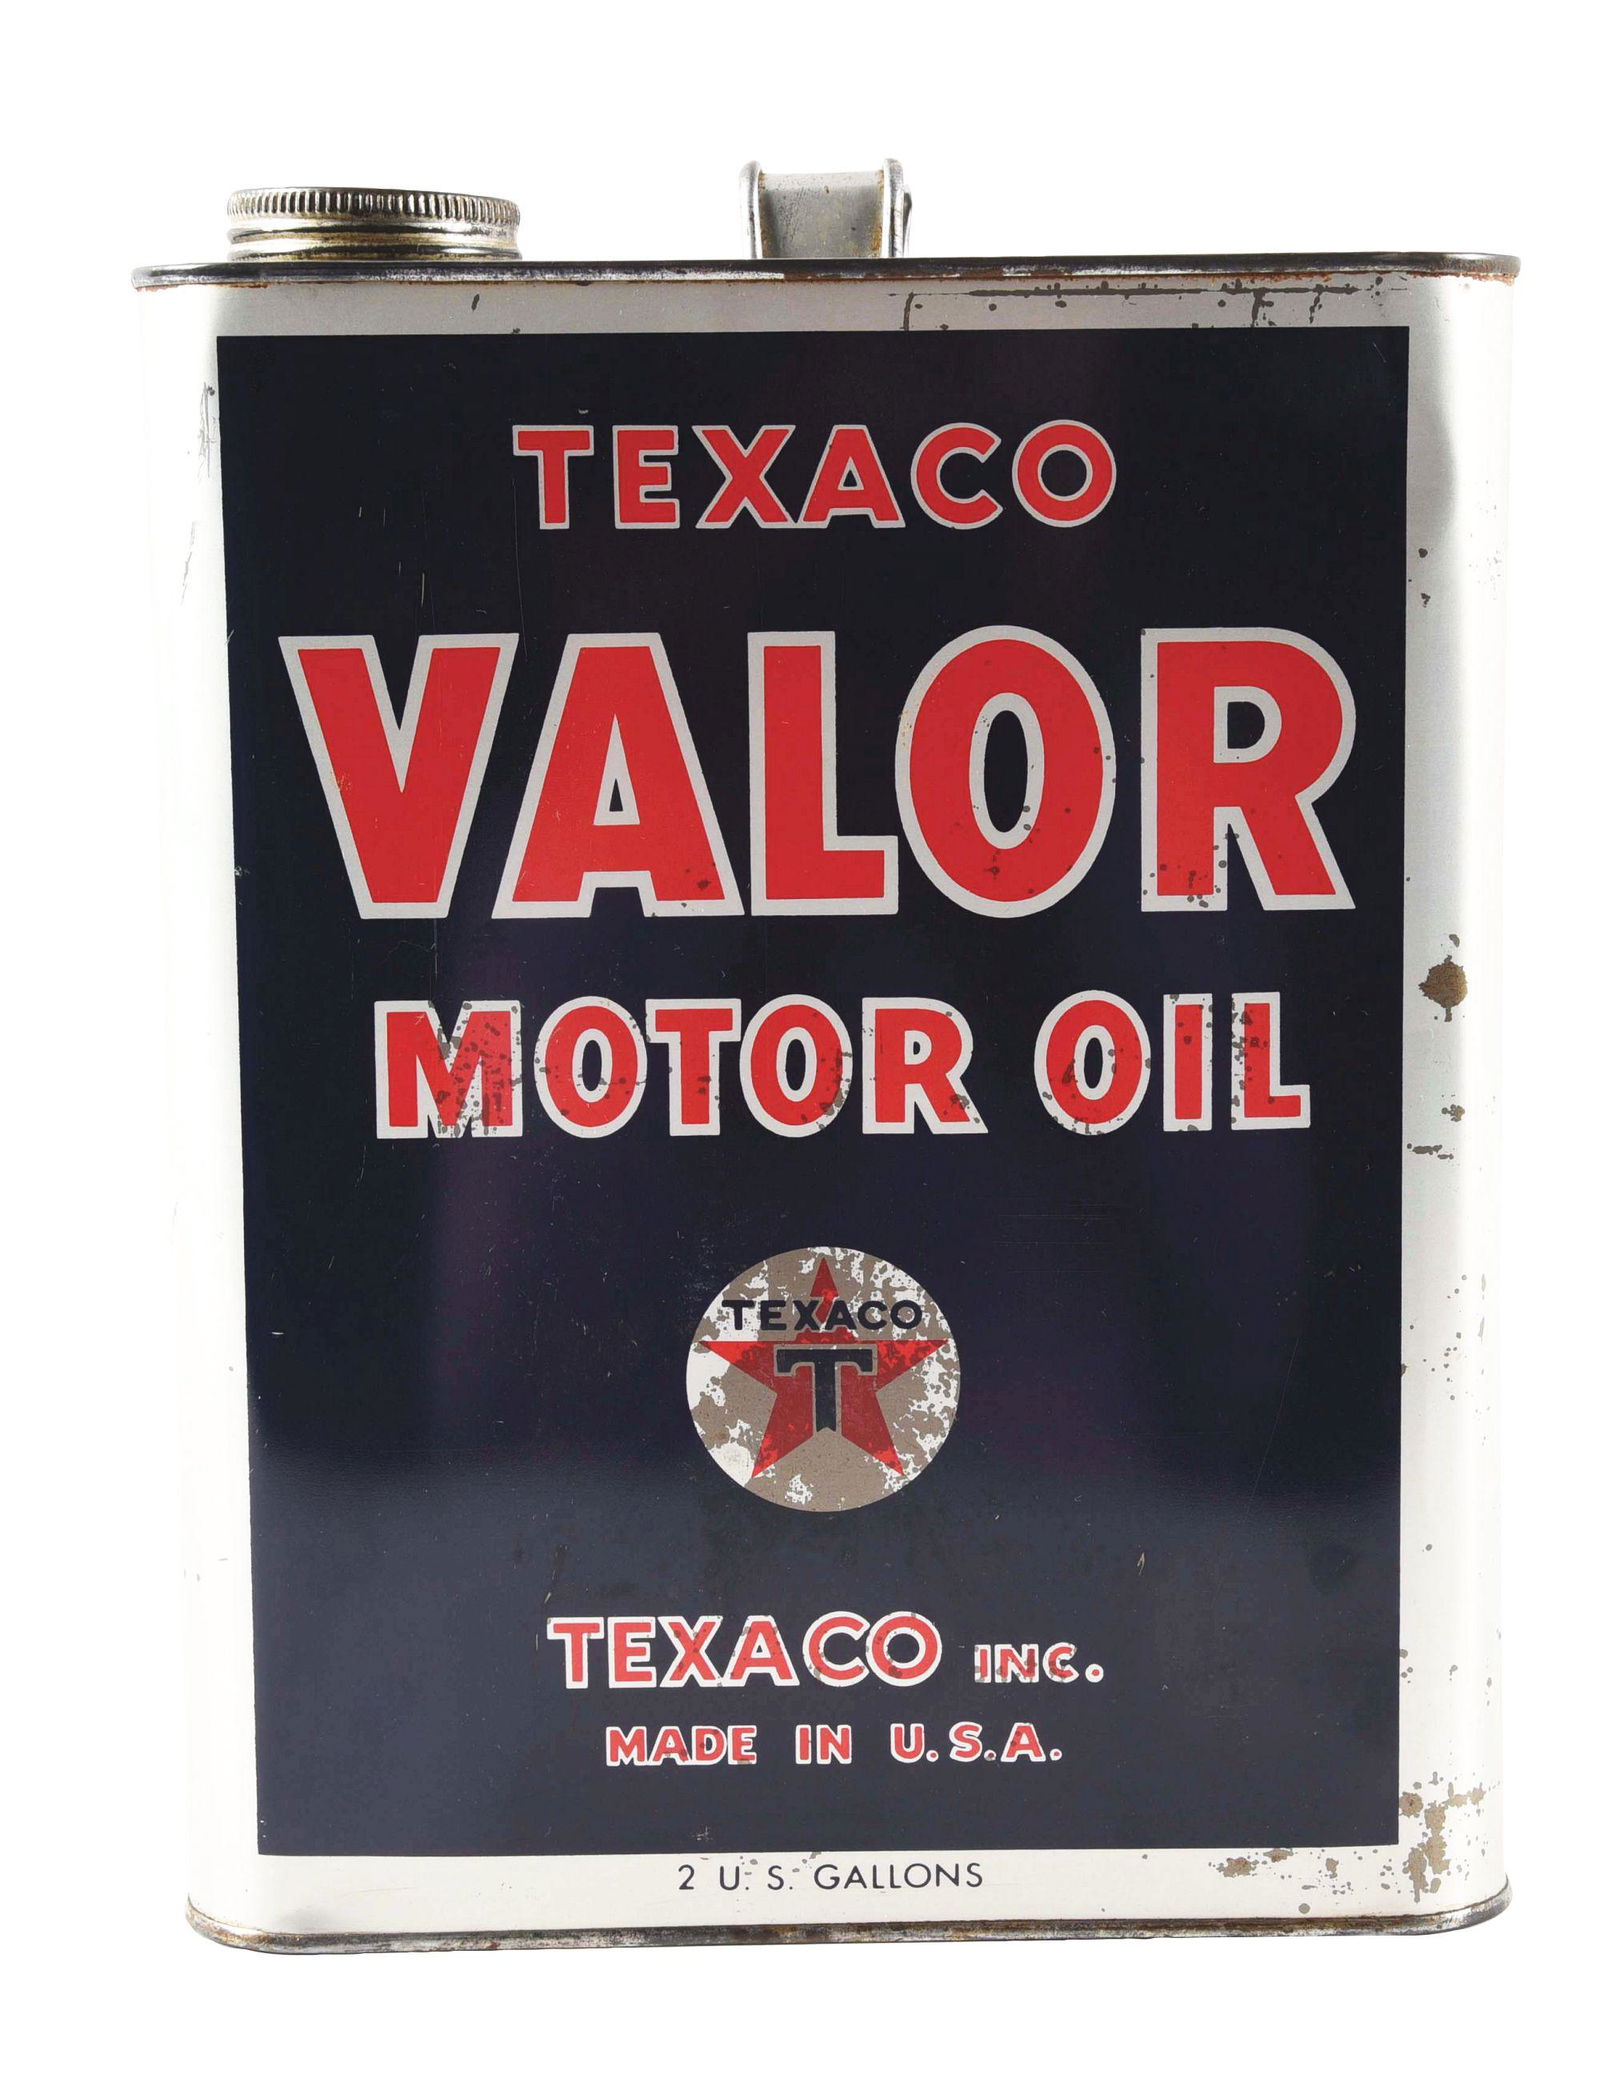 TEXACO
VALOR
MOTOR OIL
TEXACO
T
TEXACO INC.
MADE IN U.S.A.
2 U.S. GALLONS